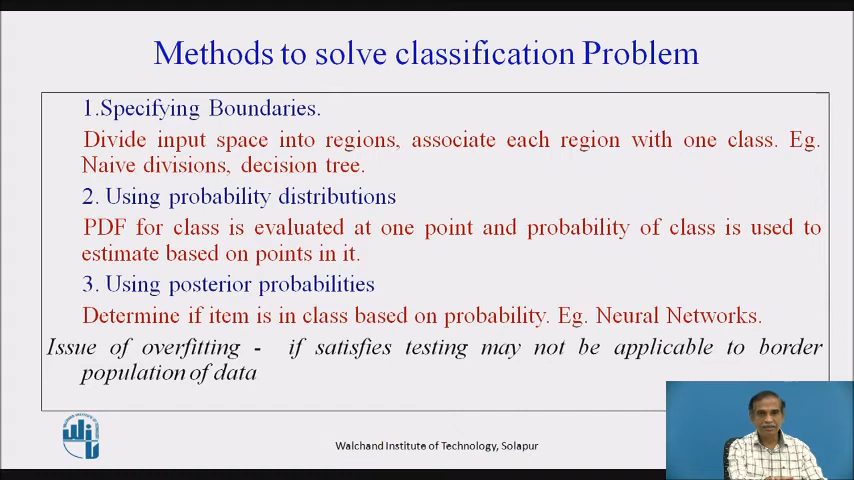 Methods to solve classification Problem
1.Specifying Boundaries.
Divide input space into regions, associate each region with one class. Eg.
Naive divisions, decision tree.
2. Using probability distributions
PDF for class is evaluated at one point and probability of class is used to
estimate based on points in it.
3. Using posterior probabilities
Determine if item is in class based on probability. Eg. Neural Networks.
Issue of overfitting - if satisfies testing may not be applicable to border
population of data
Walchand Institute of Technology, Solapur